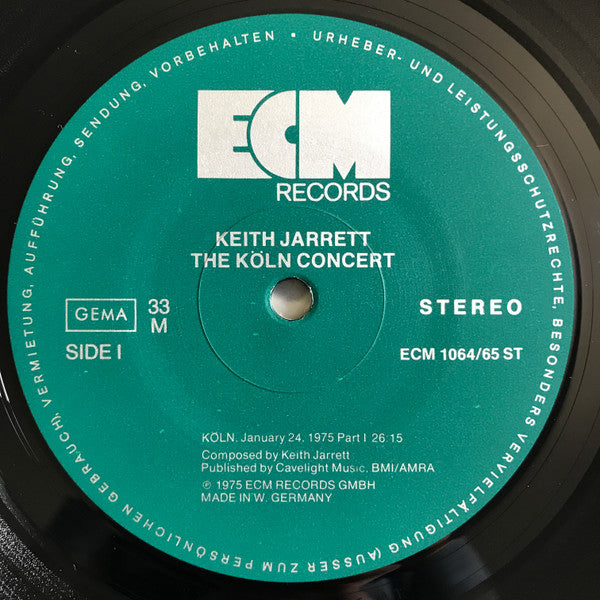 URHEBER- UND LEISTUNGSSCHUTZRECHTE, BESONDERS VERVIELFÄLTIGUNG (AUSSER ZUM PERSÖNLICHEN GEBRAUCH), VERMIETUNG, AUFFÜHRUNG, SENDUNG, VORBEHALTEN •
ECM
RECORDS
KEITH JARRETT
THE KÖLN CONCERT
GEMA 33 M
STEREO
SIDE I
ECM 1064/65 ST
KÖLN, January 24, 1975 Part I 26:15
Composed by Keith Jarrett
Published by Cavelight Music, BMI/AMRA
℗ 1975 ECM RECORDS GMBH
MADE IN W. GERMANY